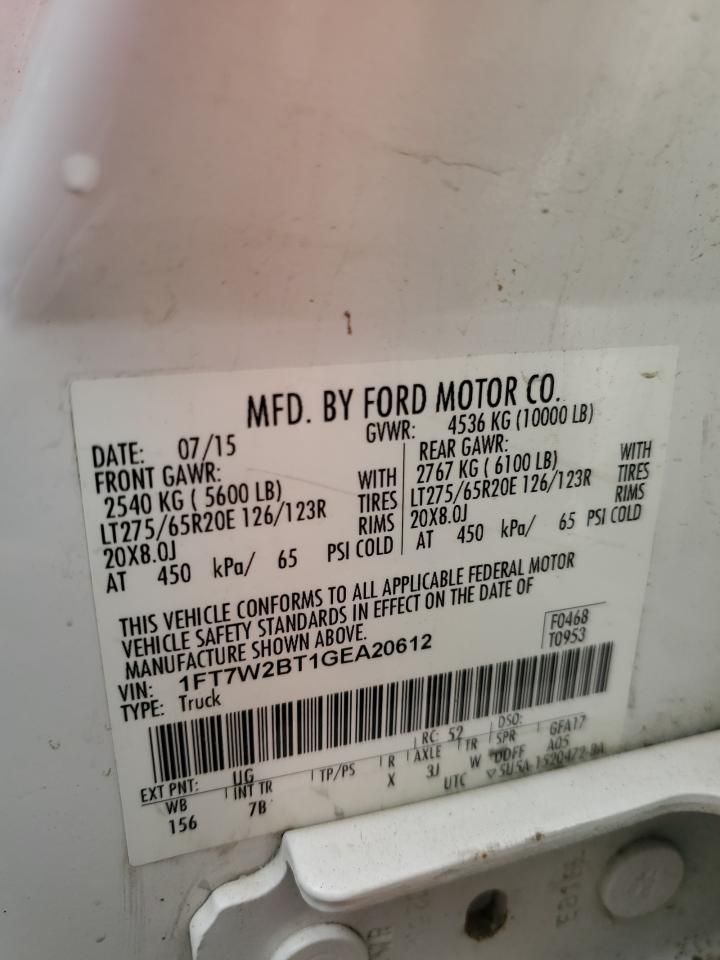 MFD. BY FORD MOTOR CO.
DATE: 07/15 GVWR: 4536 KG (10000 LB)
FRONT GAWR: REAR GAWR:
2540 KG ( 5600 LB) WITH 2767 KG ( 6100 LB) WITH
LT275/65R20E 126/123R TIRES LT275/65R20E 126/123R TIRES
20X8.0J RIMS 20X8.0J RIMS
AT 450 kPa/ 65 PSI COLD AT 450 kPa/ 65 PSI COLD
THIS VEHICLE CONFORMS TO ALL APPLICABLE FEDERAL MOTOR
VEHICLE SAFETY STANDARDS IN EFFECT ON THE DATE OF
MANUFACTURE SHOWN ABOVE.
F0468
T0953
VIN: 1FT7W2BT1GEA20612
TYPE: Truck
EXT PNT: UG RC: 52 DSO:
WB INT TR TP/PS R AXLE TR SPR GFA17
156 7B X 3J W DDFF A05
UTC